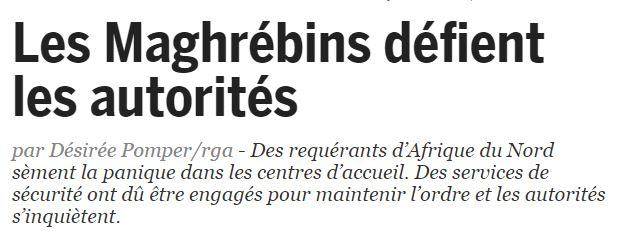 Les Maghrébins défient
les autorités
par Désirée Pomper/rga - Des requérants d’Afrique du Nord
sèment la panique dans les centres d’accueil. Des services de
sécurité ont dû être engagés pour maintenir l’ordre et les autorités
s’inquiètent.